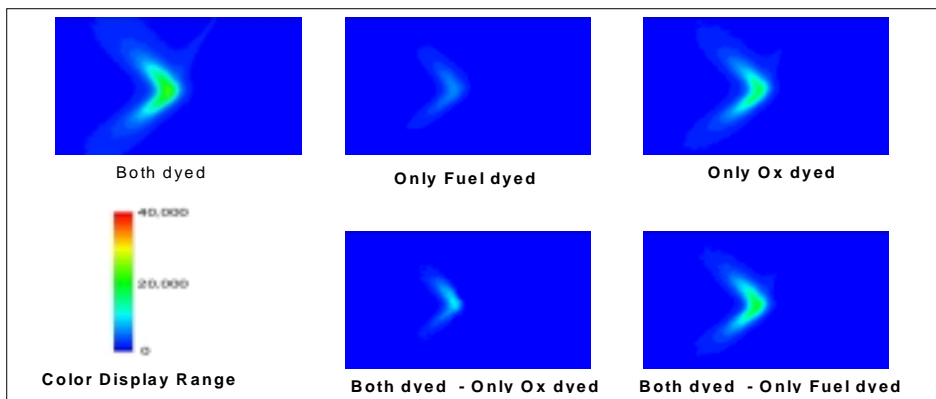 Both dyed
Only Fuel dyed
Only Ox dyed
40,000
20,000
0
Color Display Range
Both dyed - Only Ox dyed
Both dyed - Only Fuel dyed